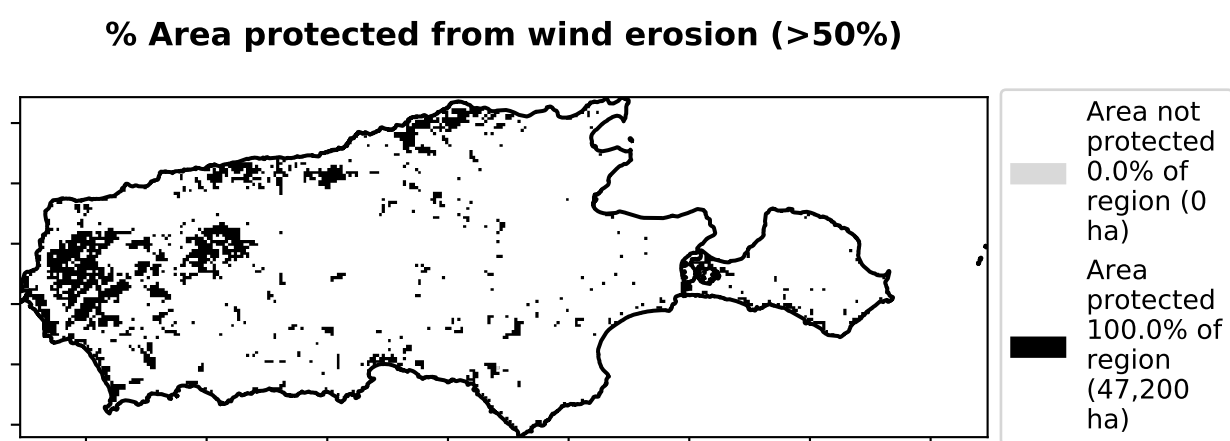 % Area protected from wind erosion (>50%)
Area not
protected
0.0% of
region (0
ha)
Area
protected
100.0% of
region
(47,200
ha)